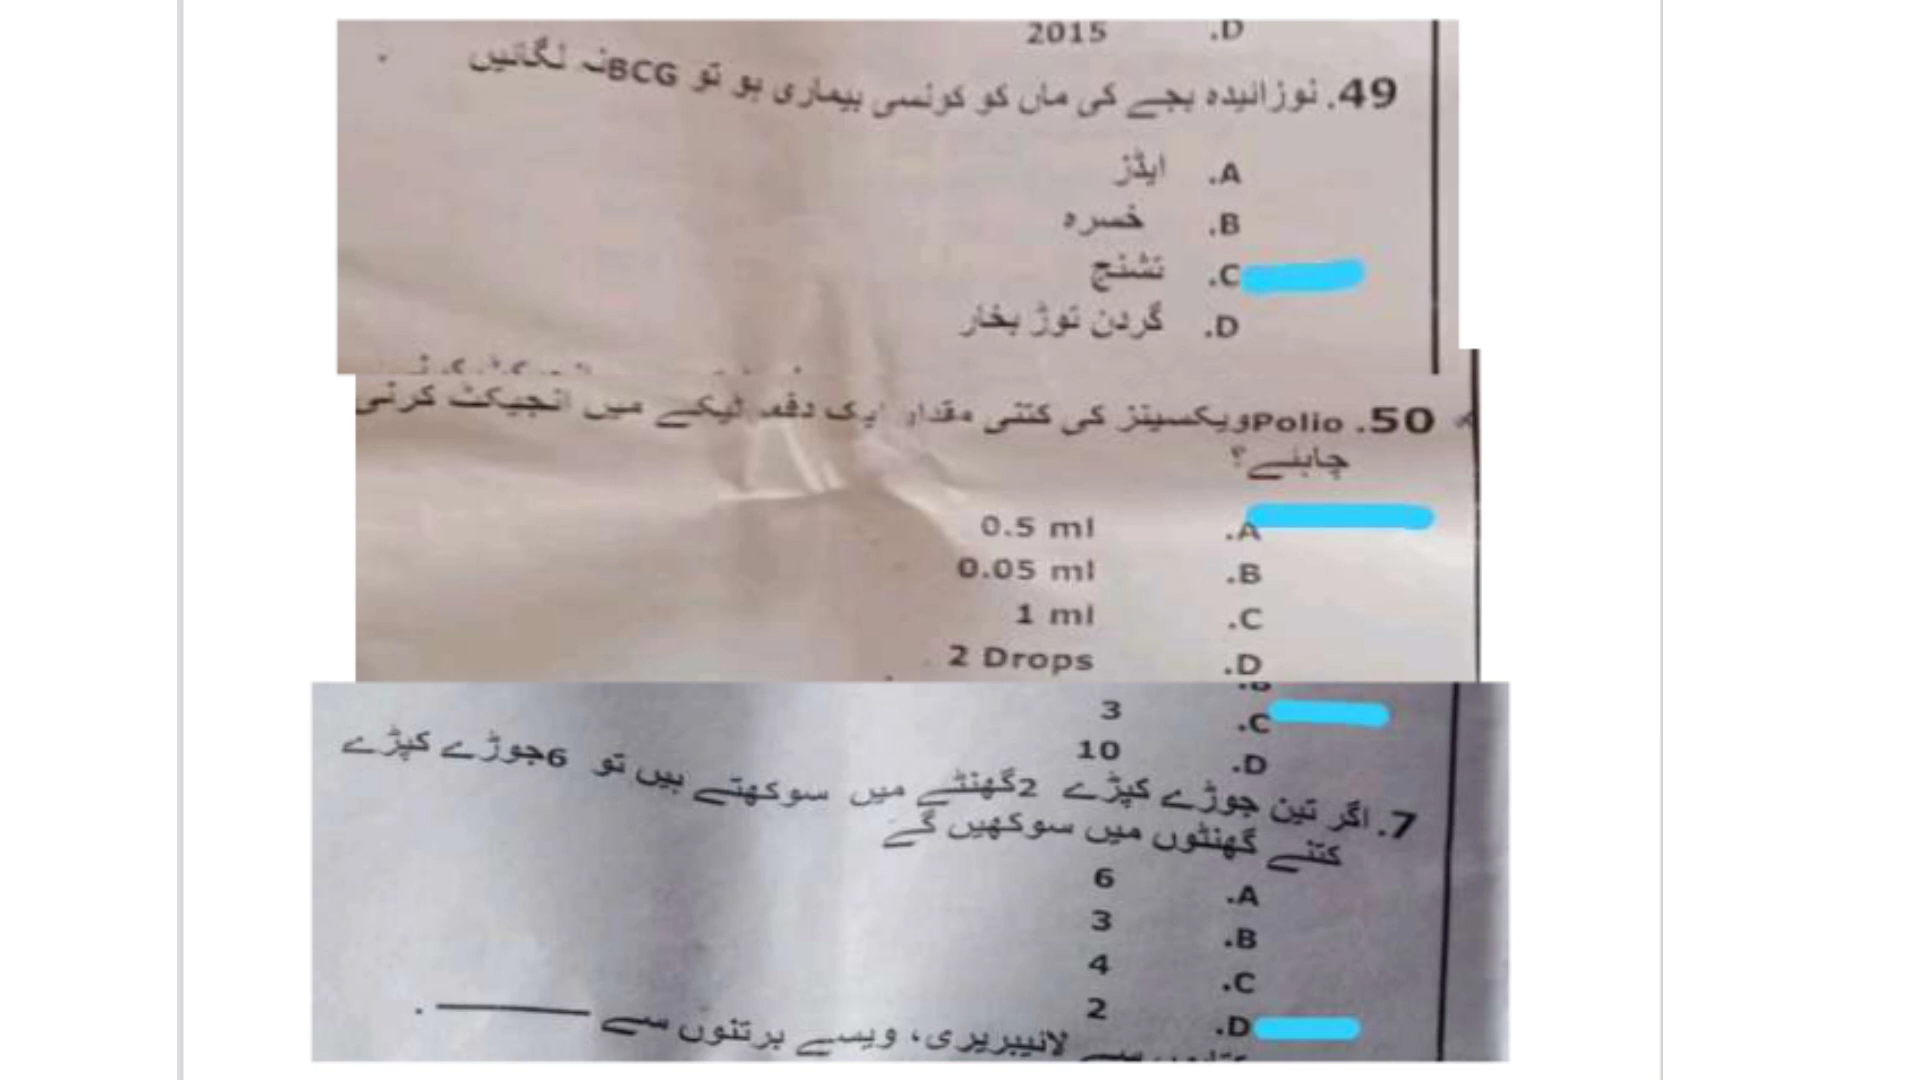 D. 2015
49. نوزائیدہ بچے کی ماں کو کونسی بیماری ہو تو BCG نہ لگائیں
A. ایڈز
B. خسرہ
C. تشنج
D. گردن توڑ بخار
50. Polio ویکسینز کی کتنی مقدار ایک دفعہ ٹیکے میں انجیکٹ کرنی
چاہئے؟
A. 0.5 ml
B. 0.05 ml
C. 1 ml
D. 2 Drops
C. 3
D. 10
7. اگر تین جوڑے کپڑے 2 گھنٹے میں سوکھتے ہیں تو 6 جوڑے کپڑے
کتنے گھنٹوں میں سوکھیں گے
A. 6
B. 3
C. 4
D. 2
سے لائبریری، ویسے برتنوں سے ــــــــــــ .